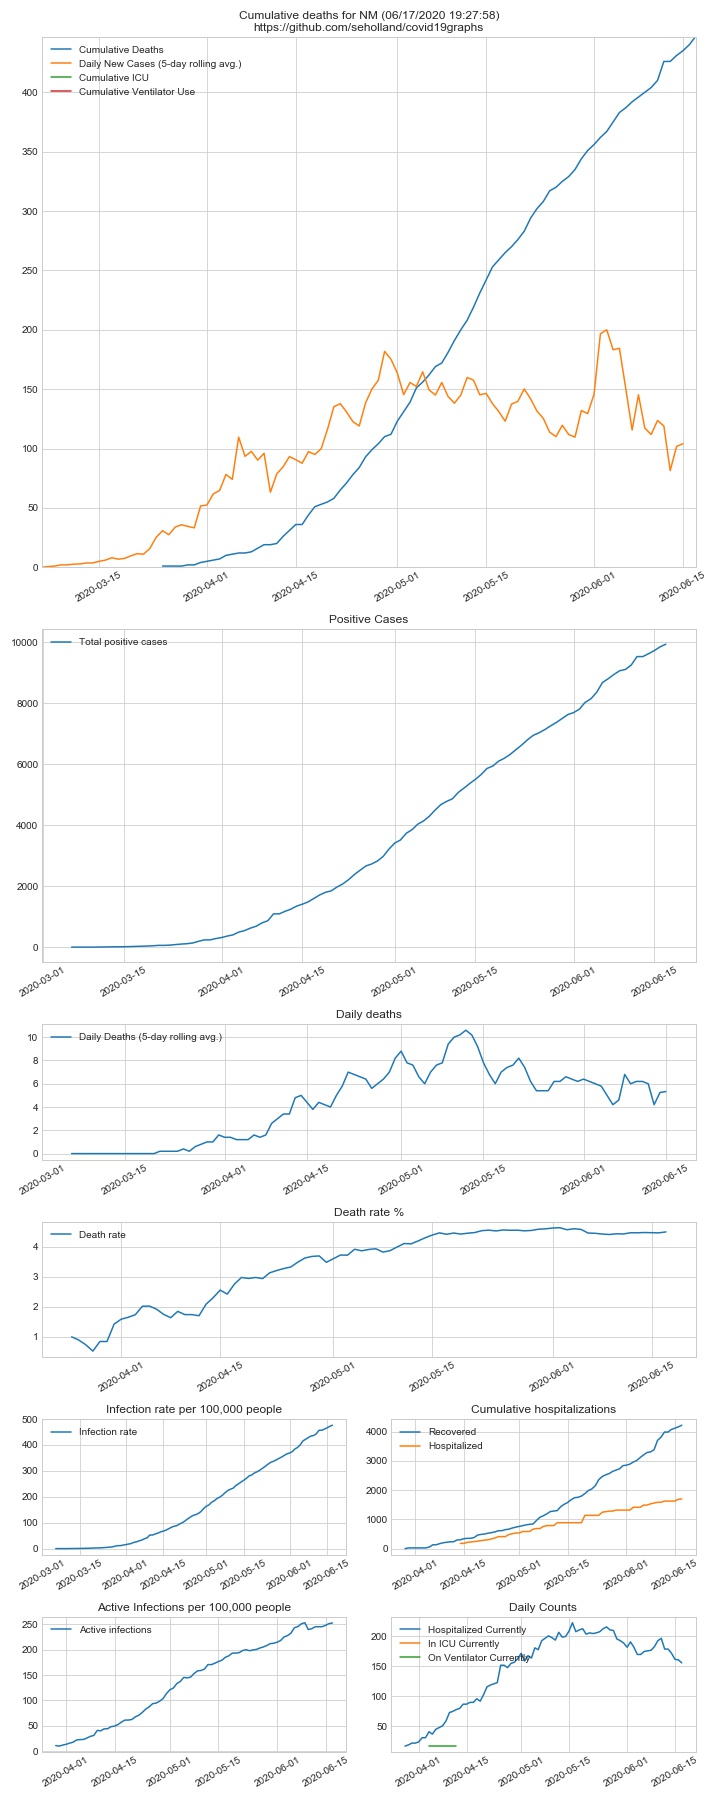 Cumulative deaths for NM (06/17/2020 19:27:58)
https://github.com/seholland/covid19graphs
Cumulative Deaths
Daily New Cases (5-day rolling avg.)
Cumulative ICU
Cumulative Ventilator Use
400
350
300
250
200
150
100
50
0
2020-03-15 2020-04-01 2020-04-15 2020-05-01 2020-05-15 2020-06-01 2020-06-15
Positive Cases
Total positive cases
10000
8000
6000
4000
2000
0
2020-03-01 2020-03-15 2020-04-01 2020-04-15 2020-05-01 2020-05-15 2020-06-01 2020-06-15
Daily deaths
Daily Deaths (5-day rolling avg.)
10
8
6
4
2
0
2020-03-01 2020-03-15 2020-04-01 2020-04-15 2020-05-01 2020-05-15 2020-06-01 2020-06-15
Death rate %
Death rate
4
3
2
1
2020-04-01 2020-04-15 2020-05-01 2020-05-15 2020-06-01 2020-06-15
Infection rate per 100,000 people
Infection rate
500
400
300
200
100
0
2020-03-01 2020-03-15 2020-04-01 2020-04-15 2020-05-01 2020-05-15 2020-06-01 2020-06-15
Cumulative hospitalizations
Recovered
Hospitalized
4000
3000
2000
1000
0
2020-04-01 2020-04-15 2020-05-01 2020-05-15 2020-06-01 2020-06-15
Active Infections per 100,000 people
Active infections
250
200
150
100
50
0
2020-04-01 2020-04-15 2020-05-01 2020-05-15 2020-06-01 2020-06-15
Daily Counts
Hospitalized Currently
In ICU Currently
On Ventilator Currently
200
150
100
50
2020-04-01 2020-04-15 2020-05-01 2020-05-15 2020-06-01 2020-06-15